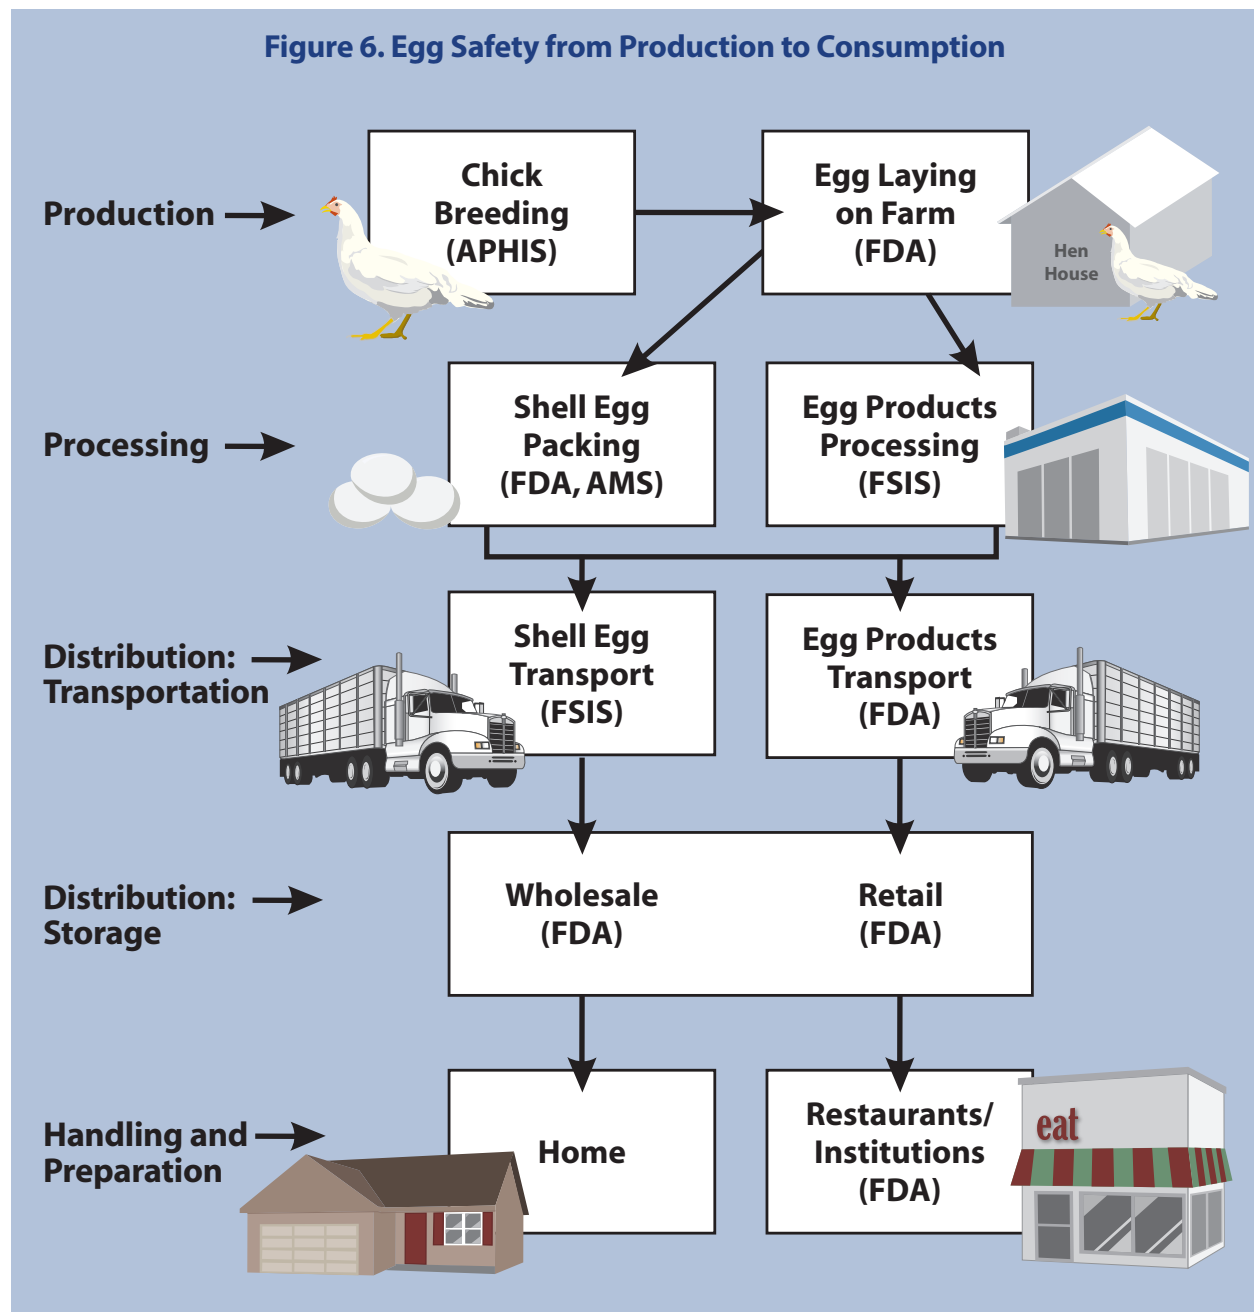 Figure 6. Egg Safety from Production to Consumption
Production
Chick
Breeding
(APHIS)
Egg Laying
on Farm
(FDA)
Hen
House
Processing
Shell Egg
Packing
(FDA, AMS)
Egg Products
Processing
(FSIS)
Distribution:
Transportation
Shell Egg
Transport
(FSIS)
Egg Products
Transport
(FDA)
Distribution:
Storage
Wholesale
(FDA)
Retail
(FDA)
Handling and
Preparation
Home
Restaurants/
Institutions
(FDA)
eat